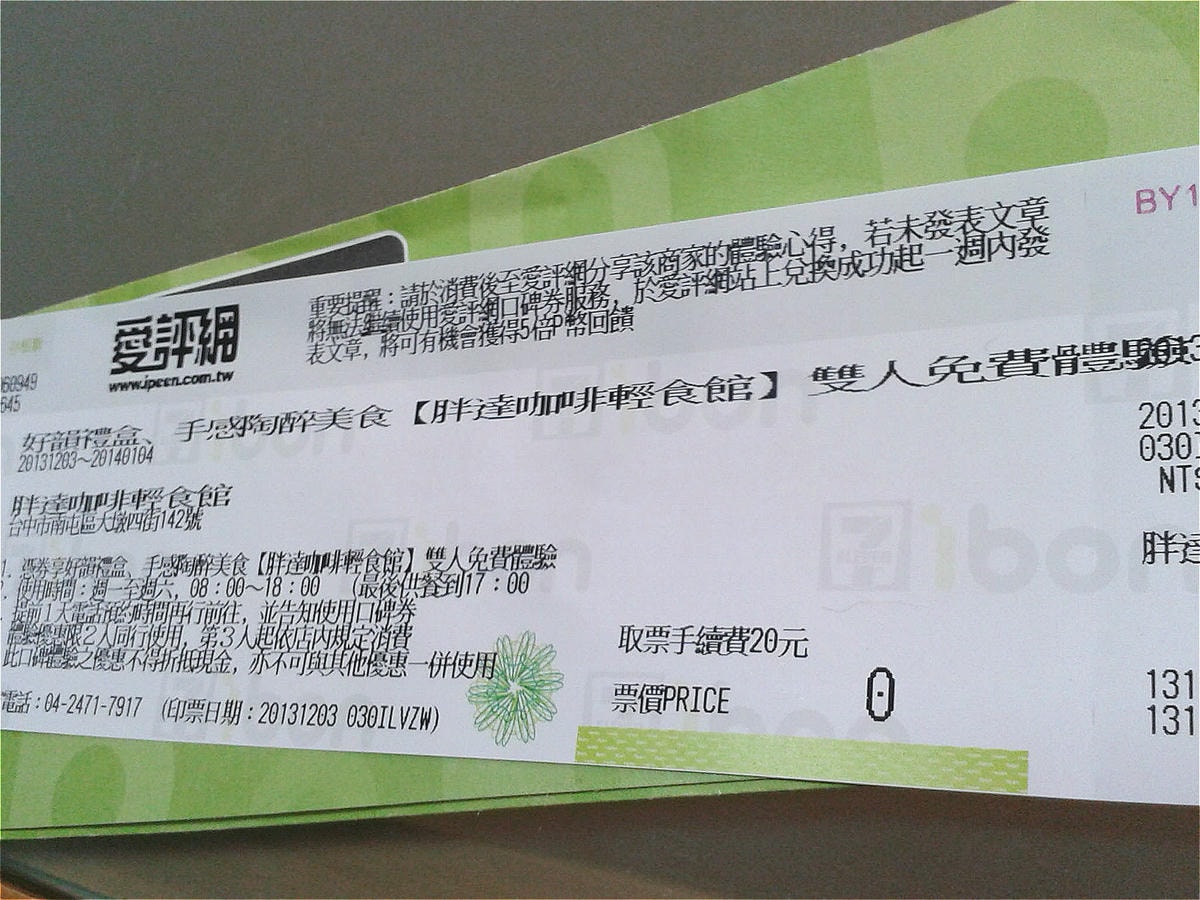 BY1
重要提醒：請於消費後至愛評網分享該商家的體驗心得，若未發表文章
將無法繼續使用愛評網口碑券服務，於愛評網站上兌換成功起一週內發
表文章，將可有機會獲得5倍P幣回饋
愛評網
www.ipeen.com.tw
060949
645
好韻禮盒、手感陶醉美食【胖達咖啡輕食館】雙人免費體驗
20131203~20140104
2013
030I
NT$
胖達咖啡輕食館
台中市南屯區大墩四街142號
胖達
1. 憑券享好韻禮盒、手感陶醉美食【胖達咖啡輕食館】雙人免費體驗
. 使用時間：週一至週六，08：00~18：00 （最後供餐到17：00
提前1天電話預約時間再行前往，並告知使用口碑券
體驗優惠限2人同行使用，第3人起依店內規定消費
此口碑體驗之優惠不得折抵現金，亦不可與其他優惠一併使用
電話：04-2471-7917 (印票日期：20131203 030ILVZW)
取票手續費20元
票價PRICE 0
131
131
7 ELEVEN ibon